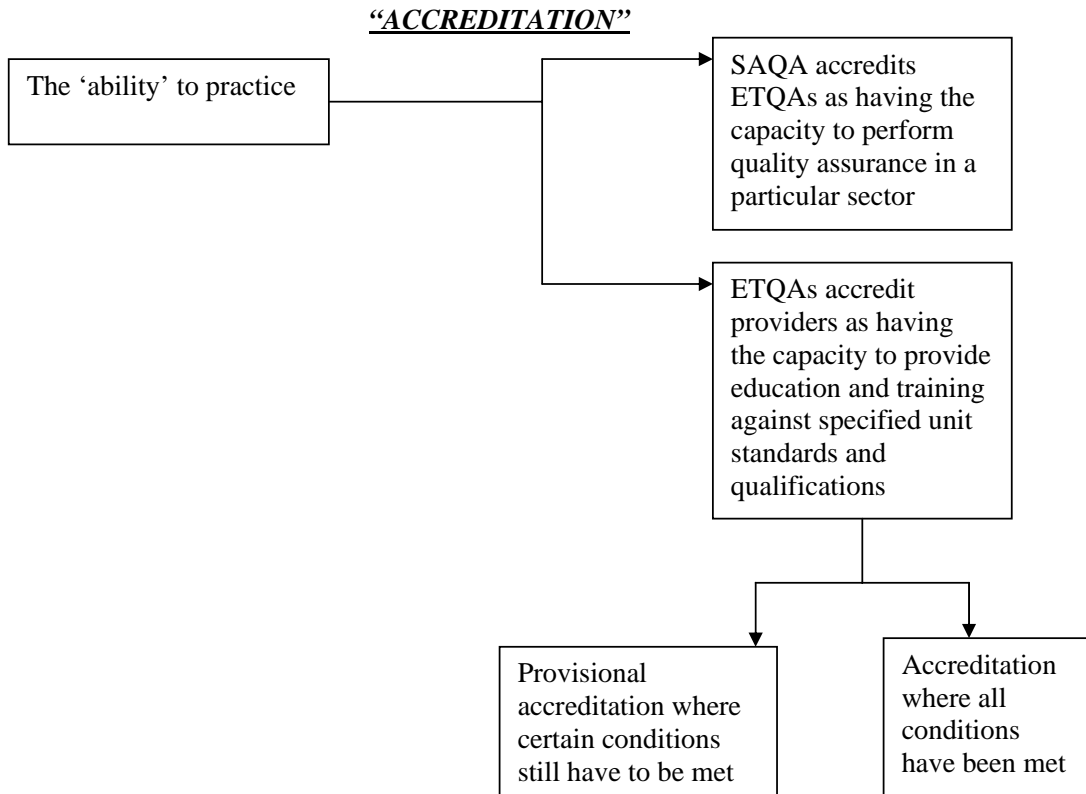 “ACCREDITATION”
The ‘ability’ to practice
SAQA accredits
ETQAs as having the
capacity to perform
quality assurance in a
particular sector
ETQAs accredit
providers as having
the capacity to provide
education and training
against specified unit
standards and
qualifications
Provisional
accreditation where
certain conditions
still have to be met
Accreditation
where all
conditions
have been met